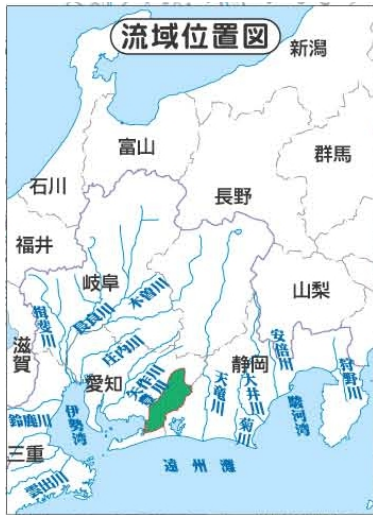 流域位置図
新潟
富山
群馬
石川
長野
福井
岐阜
山梨
揖斐川
長良川
木曽川
滋賀
庄内川
愛知
矢作川
豊川
静岡
安倍川
狩野川
天竜川
大井川
菊川
駿河湾
鈴鹿川
伊勢湾
三重
雲出川
遠州灘